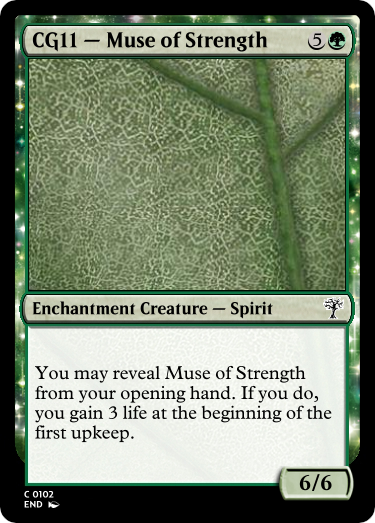 CG11 — Muse of Strength 5
Enchantment Creature — Spirit
You may reveal Muse of Strength
from your opening hand. If you do,
you gain 3 life at the beginning of the
first upkeep.
6/6
C 0102
END